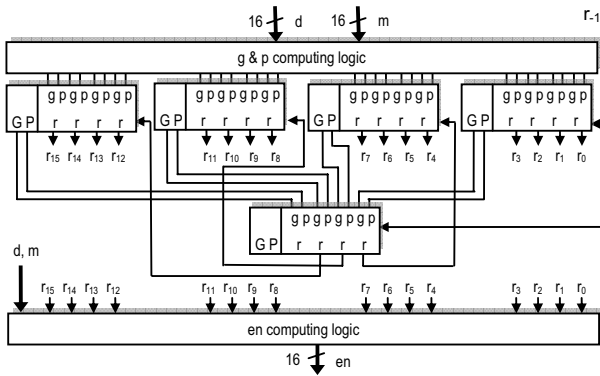 16 d 16 m r₋₁
g & p computing logic
g p g p g p g p g p g p g p g p g p g p g p g p g p g p g p g p
G P r r r r G P r r r r G P r r r r G P r r r r
r₁₅ r₁₄ r₁₃ r₁₂ r₁₁ r₁₀ r₉ r₈ r₇ r₆ r₅ r₄ r₃ r₂ r₁ r₀
g p g p g p g p
G P r r r r
d, m
r₁₅ r₁₄ r₁₃ r₁₂ r₁₁ r₁₀ r₉ r₈ r₇ r₆ r₅ r₄ r₃ r₂ r₁ r₀
en computing logic
16 en